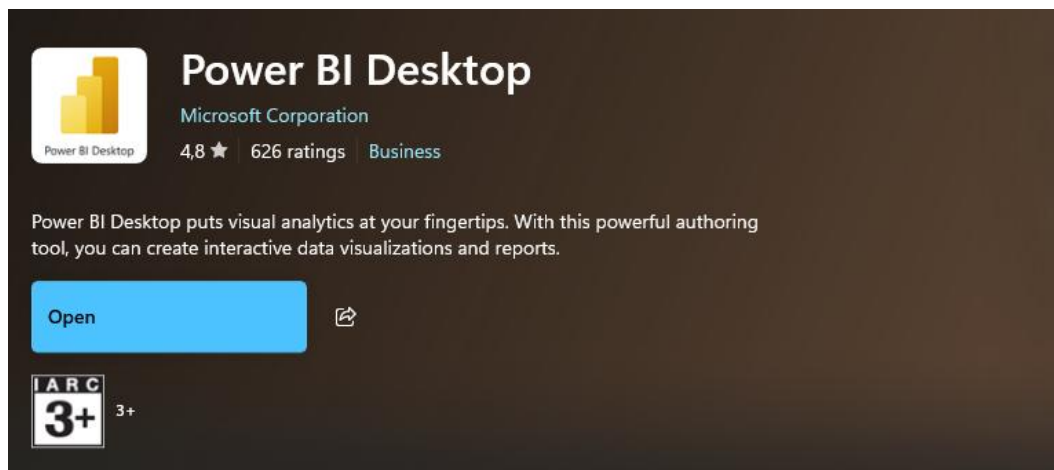 Power BI Desktop
Power BI Desktop
Microsoft Corporation
4,8 ★ 626 ratings Business
Power BI Desktop puts visual analytics at your fingertips. With this powerful authoring
tool, you can create interactive data visualizations and reports.
Open
IARC
3+
3+